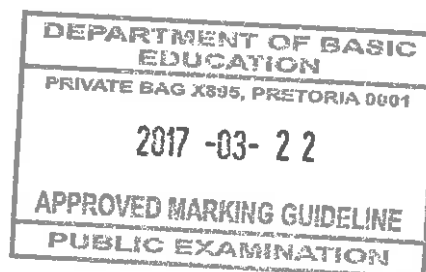 DEPARTMENT OF BASIC
EDUCATION
PRIVATE BAG X895, PRETORIA 0001
2017 -03- 22
APPROVED MARKING GUIDELINE
PUBLIC EXAMINATION